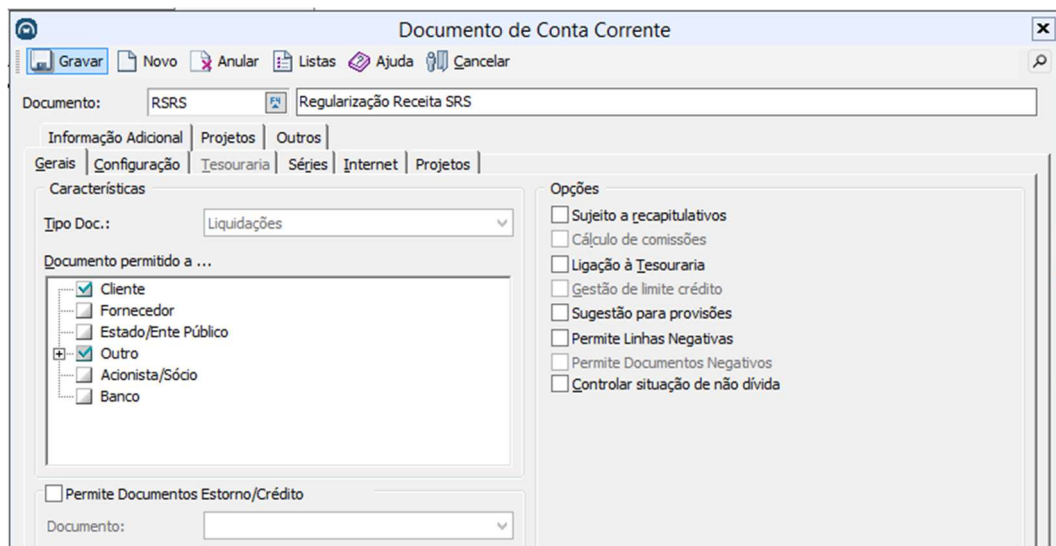 Documento de Conta Corrente
Gravar Novo Anular Listas Ajuda Cancelar
Documento: RSRS F4 Regularização Receita SRS
Informação Adicional Projetos Outros
Gerais Configuração Tesouraria Séries Internet Projetos
Características
Tipo Doc.: Liquidações
Documento permitido a ...
Cliente
Fornecedor
Estado/Ente Público
Outro
Acionista/Sócio
Banco
Permite Documentos Estorno/Crédito
Documento:
Opções
Sujeito a recapitulativos
Cálculo de comissões
Ligação à Tesouraria
Gestão de limite crédito
Sugestão para provisões
Permite Linhas Negativas
Permite Documentos Negativos
Controlar situação de não dívida